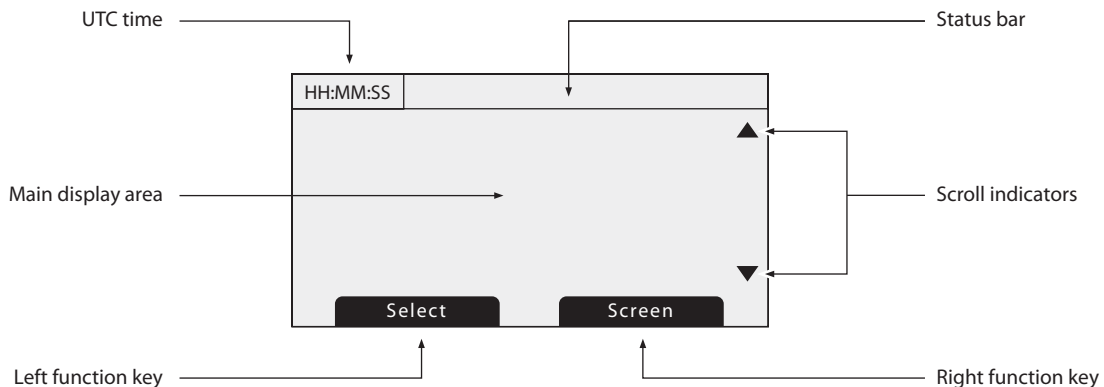 UTC time
Status bar
HH:MM:SS
Main display area
Scroll indicators
Select
Screen
Left function key
Right function key